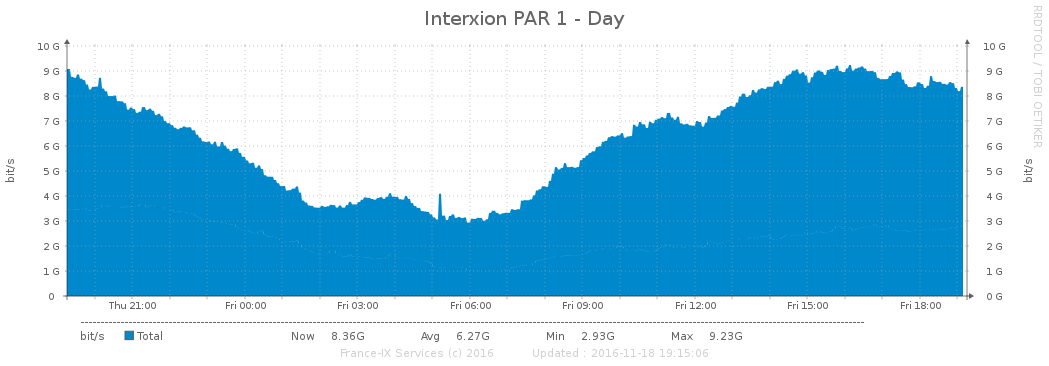 Interxion PAR 1 - Day
RRDTOOL / TOBI OETIKER
bit/s
bit/s
10 G 10 G
9 G 9 G
8 G 8 G
7 G 7 G
6 G 6 G
5 G 5 G
4 G 4 G
3 G 3 G
2 G 2 G
1 G 1 G
0 0 G
Thu 21:00 Fri 00:00 Fri 03:00 Fri 06:00 Fri 09:00 Fri 12:00 Fri 15:00 Fri 18:00
bit/s Total Now 8.36G Avg 6.27G Min 2.93G Max 9.23G
France-IX Services (c) 2016 Updated : 2016-11-18 19:15:06